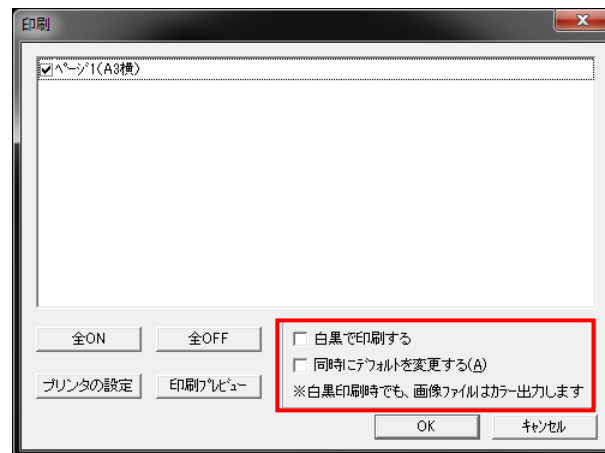 印刷
ﾍﾟｰｼﾞ1(A3横)
全ON
全OFF
プリンタの設定
印刷ﾌﾟﾚﾋﾞｭｰ
白黒で印刷する
同時にﾃﾞﾌｫﾙﾄを変更する(A)
※白黒印刷時でも、画像ﾌｧｲﾙはｶﾗｰ出力します
OK
ｷｬﾝｾﾙ